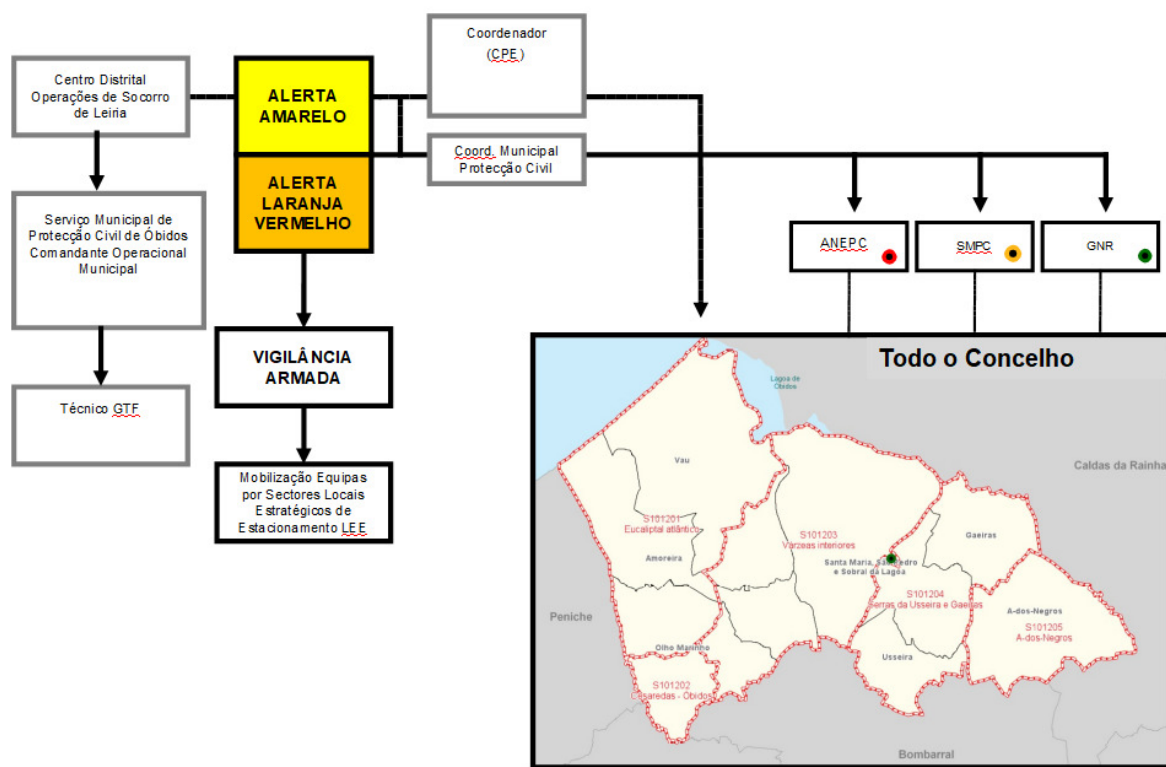 Centro Distrital
Operações de Socorro
de Leiria
ALERTA
AMARELO
Coordenador
(CPE)
ALERTA
LARANJA
VERMELHO
Coord. Municipal
Protecção Civil
Serviço Municipal de
Protecção Civil de Óbidos
Comandante Operacional
Municipal
ANEPC
SMPC
GNR
VIGILÂNCIA
ARMADA
Técnico GTF
Mobilização Equipas
por Sectores Locais
Estratégicos de
Estacionamento LEE
Todo o Concelho
Lagoa de
Óbidos
Vau
Caldas da Rainha
S101201
Eucaliptal atlântico
S101203
Várzeas interiores
Gaeiras
Amoreira
Santa Maria, São Pedro
e Sobral da Lagoa
S101204
Serras da Usseira e Gaeiras
Peniche
A-dos-Negros
S101205
A-dos-Negros
Olho Marinho
Usseira
S101202
Cesaredas - Óbidos
Bombarral